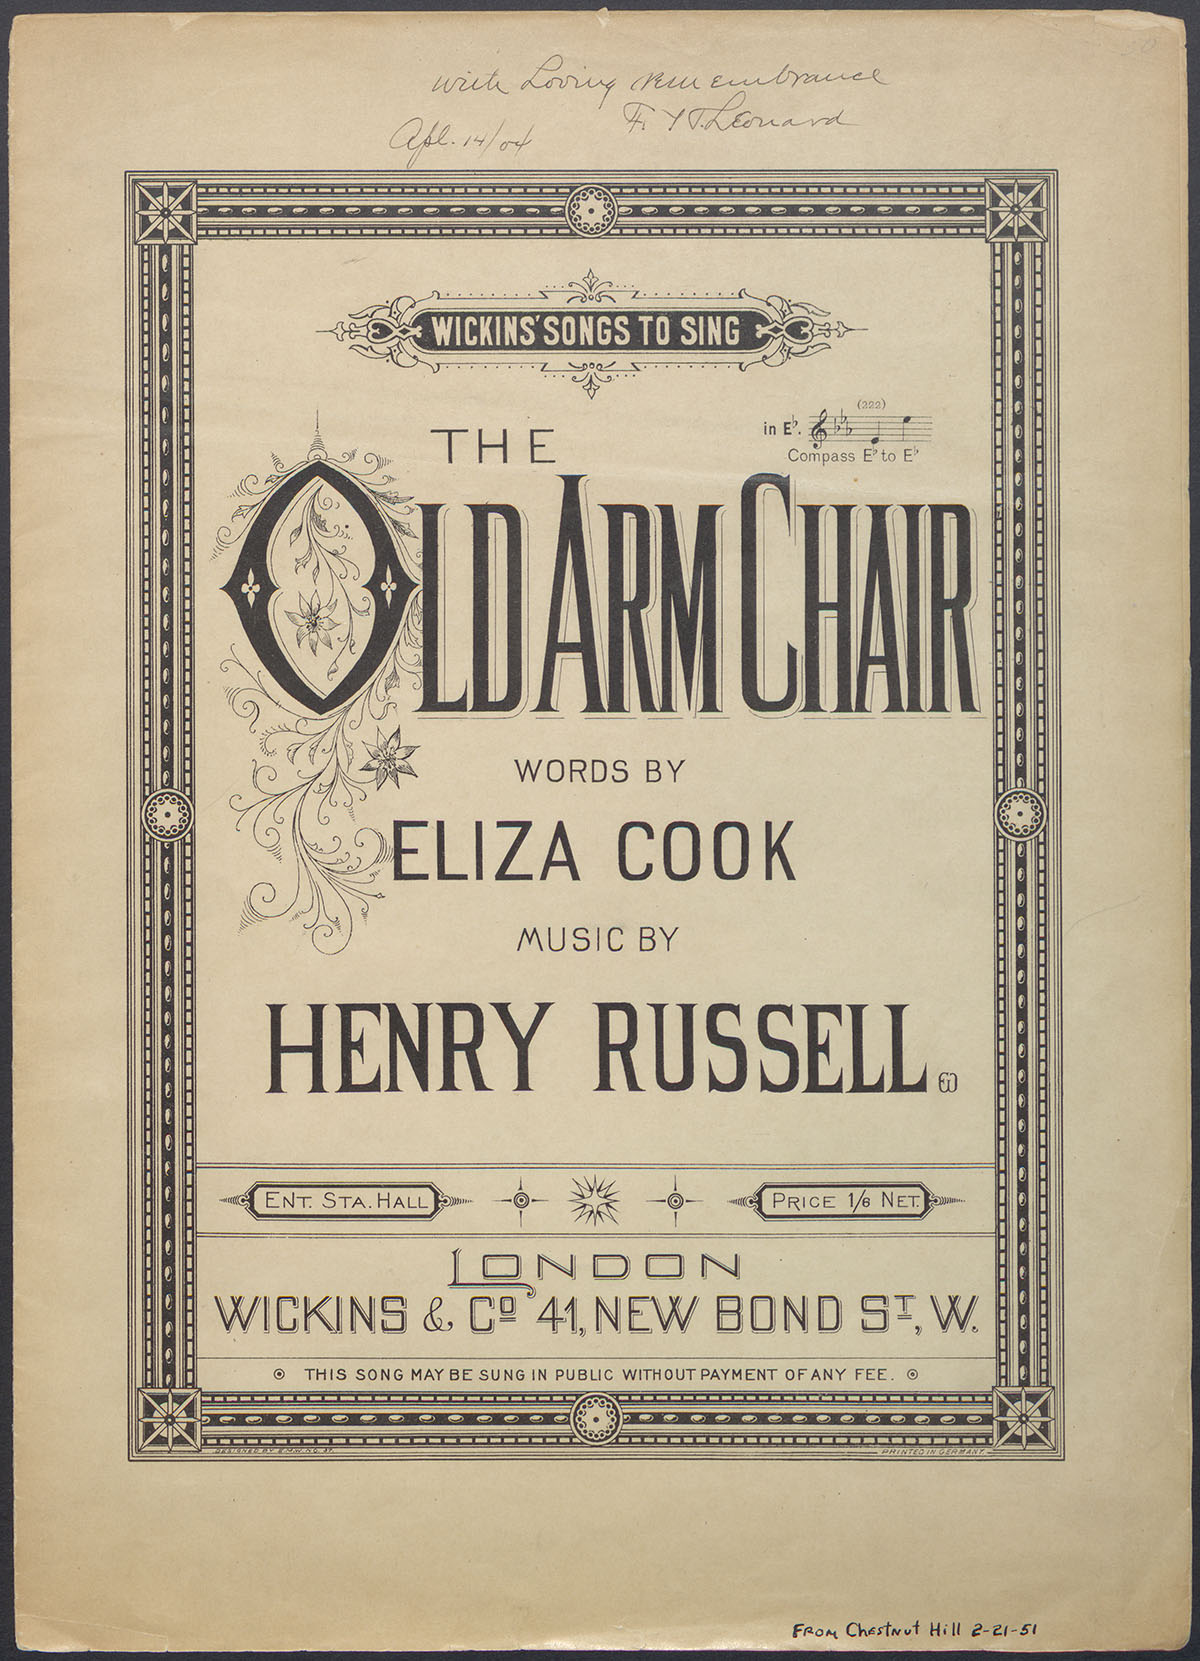 with Loving Remembrance
Apl. 14/04
WICKINS' SONGS TO SING
(222)
in E♭.
Compass E♭ to E♭
THE
OLD ARM CHAIR
WORDS BY
ELIZA COOK
MUSIC BY
HENRY RUSSELL
ENT. STA. HALL
PRICE 1/6 NET.
LONDON
WICKINS & Co 41, NEW BOND ST, W.
THIS SONG MAY BE SUNG IN PUBLIC WITHOUT PAYMENT OF ANY FEE.
DESIGNED BY E.M.W.
PRINTED IN GERMANY.
FROM Chestnut Hill 2-21-51